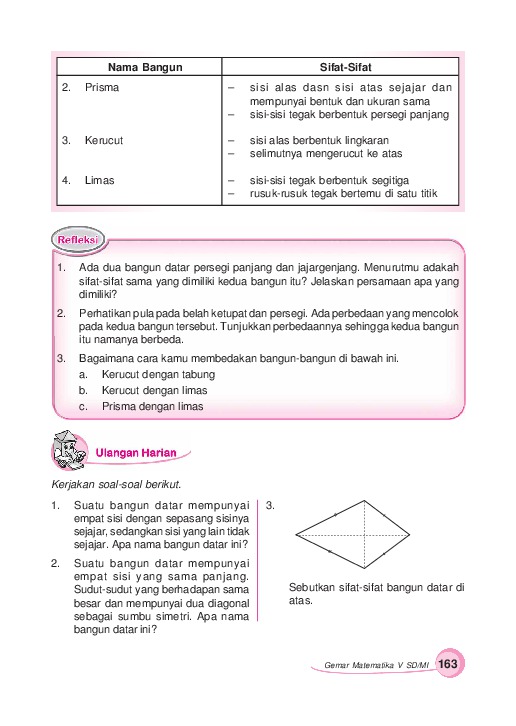 Nama Bangun Sifat-Sifat
2. Prisma – sisi alas dasn sisi atas sejajar dan
mempunyai bentuk dan ukuran sama
– sisi-sisi tegak berbentuk persegi panjang
3. Kerucut – sisi alas berbentuk lingkaran
– selimutnya mengerucut ke atas
4. Limas – sisi-sisi tegak berbentuk segitiga
– rusuk-rusuk tegak bertemu di satu titik
Refleksi
1. Ada dua bangun datar persegi panjang dan jajargenjang. Menurutmu adakah
sifat-sifat sama yang dimiliki kedua bangun itu? Jelaskan persamaan apa yang
dimiliki?
2. Perhatikan pula pada belah ketupat dan persegi. Ada perbedaan yang mencolok
pada kedua bangun tersebut. Tunjukkan perbedaannya sehingga kedua bangun
itu namanya berbeda.
3. Bagaimana cara kamu membedakan bangun-bangun di bawah ini.
a. Kerucut dengan tabung
b. Kerucut dengan limas
c. Prisma dengan limas
Ulangan Harian
Kerjakan soal-soal berikut.
1. Suatu bangun datar mempunyai
empat sisi dengan sepasang sisinya
sejajar, sedangkan sisi yang lain tidak
sejajar. Apa nama bangun datar ini?
2. Suatu bangun datar mempunyai
empat sisi yang sama panjang.
Sudut-sudut yang berhadapan sama
besar dan mempunyai dua diagonal
sebagai sumbu simetri. Apa nama
bangun datar ini?
3.
Sebutkan sifat-sifat bangun datar di
atas.
Gemar Matematika V SD/MI 163